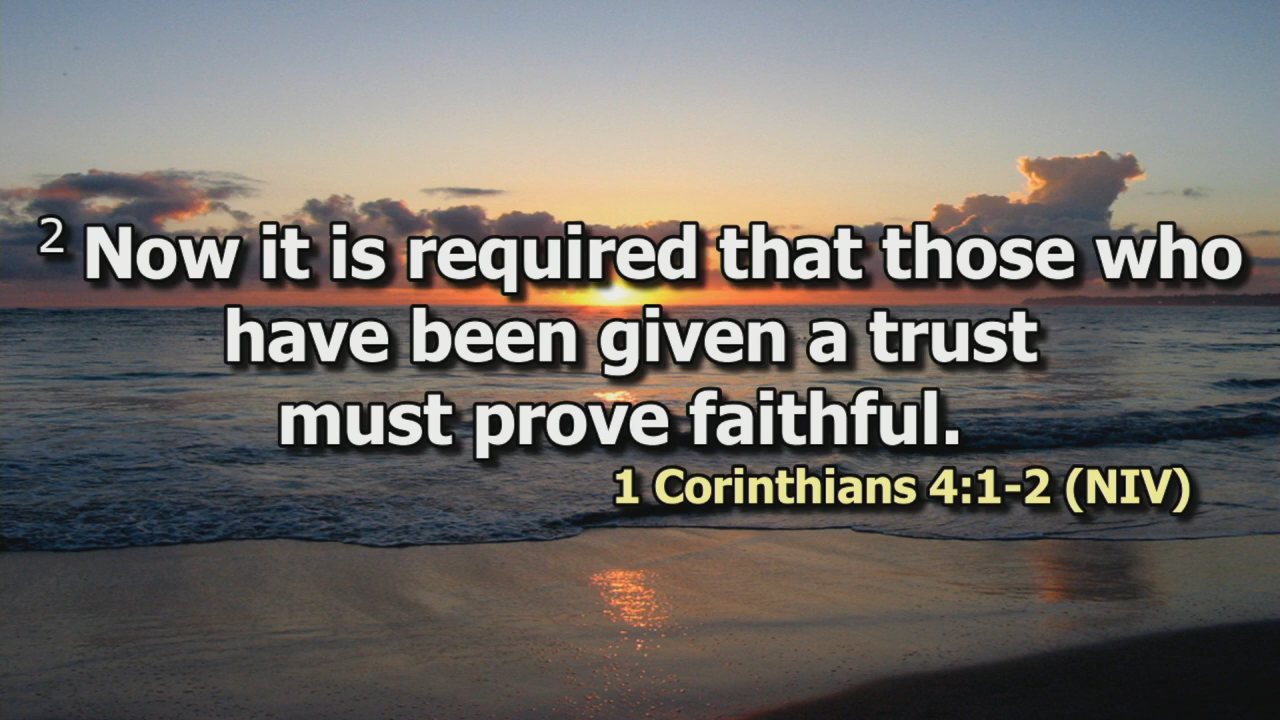 2 Now it is required that those who
have been given a trust
must prove faithful.
1 Corinthians 4:1-2 (NIV)